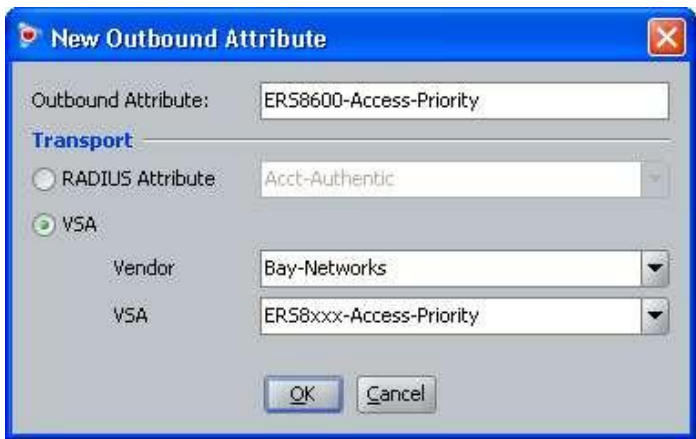 New Outbound Attribute
Outbound Attribute: ERS8600-Access-Priority
Transport
RADIUS Attribute Acct-Authentic
VSA
Vendor Bay-Networks
VSA ERS8xxx-Access-Priority
OK Cancel